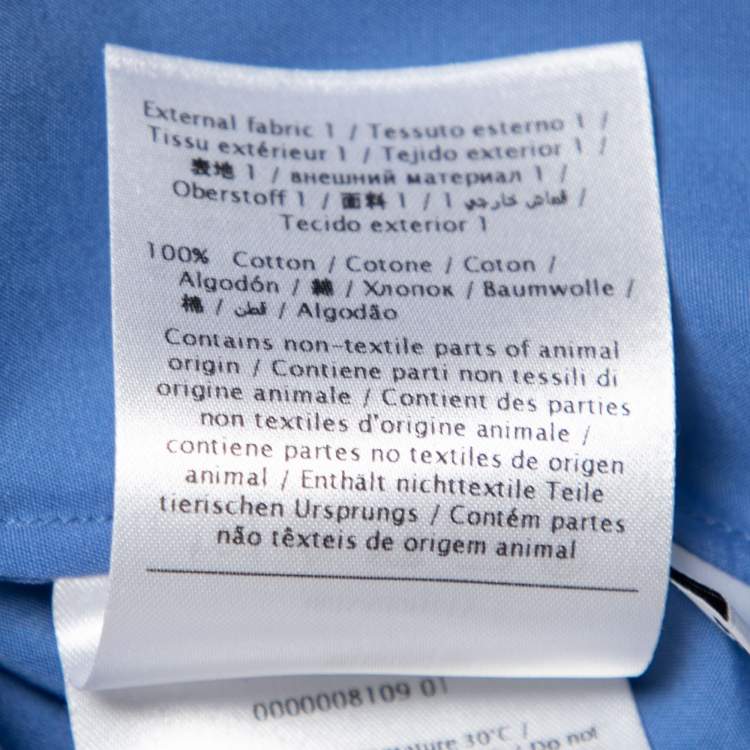 External fabric 1 / Tessuto esterno 1 /
Tissu extérieur 1 / Tejido exterior 1 /
表地 1 / внешний материал 1 /
Oberstoff 1 / 面料 1 / 1 قماش خارجي /
Tecido exterior 1
100% Cotton / Cotone / Coton /
Algodón / 綿 / Хлопок / Baumwolle /
棉 / قطن / Algodão
Contains non-textile parts of animal
origin / Contiene parti non tessili di
origine animale / Contient des parties
non textiles d'origine animale /
contiene partes no textiles de origen
animal / Enthält nichttextile Teile
tierischen Ursprungs / Contém partes
não têxteis de origem animal
0000008109 01
30°C /
Do not